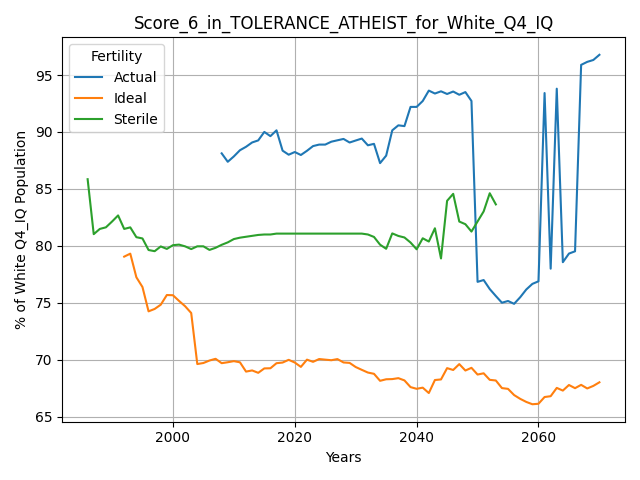 Score_6_in_TOLERANCE_ATHEIST_for_White_Q4_IQ
Fertility
Actual
Ideal
Sterile
% of White Q4_IQ Population
95
90
85
80
75
70
65
2000
2020
2040
2060
Years